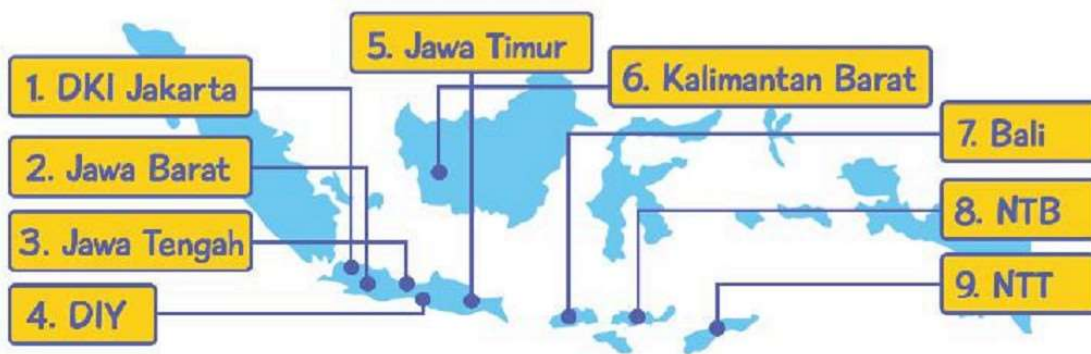 1. DKI Jakarta
2. Jawa Barat
3. Jawa Tengah
4. DIY
5. Jawa Timur
6. Kalimantan Barat
7. Bali
8. NTB
9. NTT